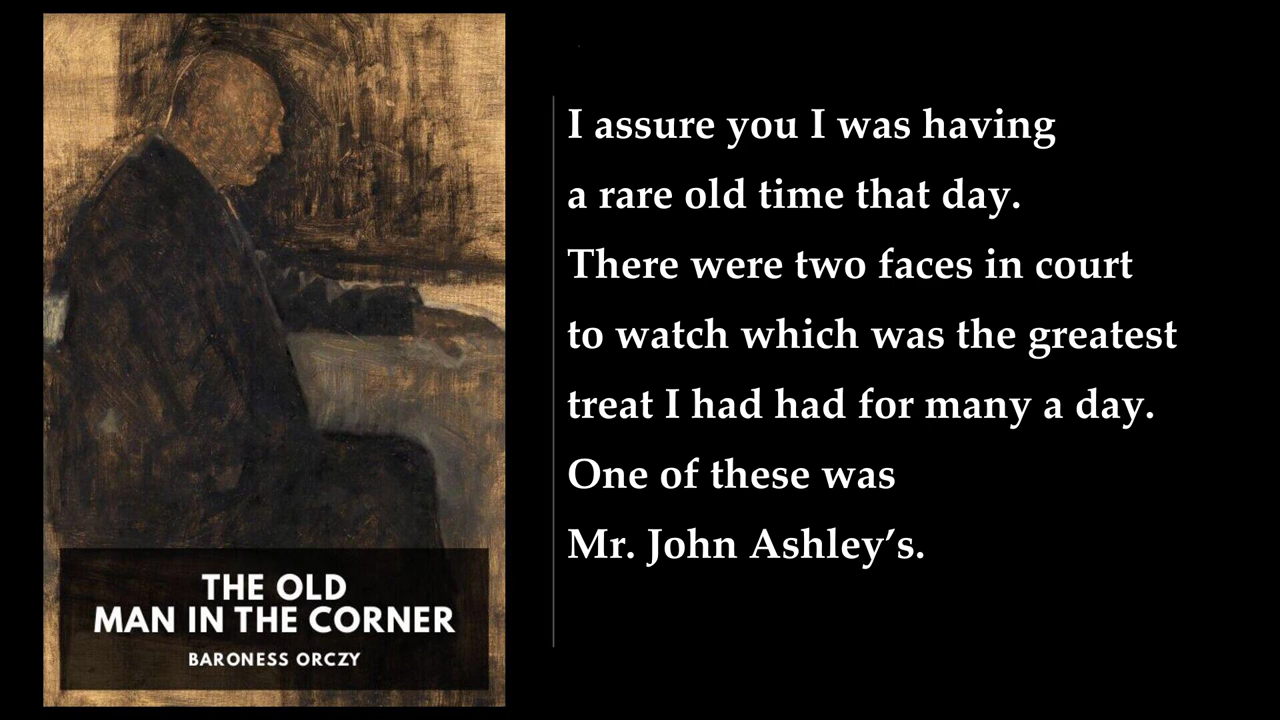 THE OLD
MAN IN THE CORNER
BARONESS ORCZY
I assure you I was having
a rare old time that day.
There were two faces in court
to watch which was the greatest
treat I had had for many a day.
One of these was
Mr. John Ashley’s.